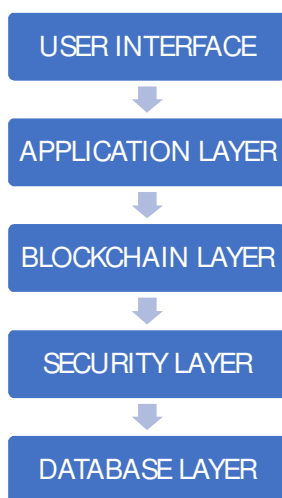 USER INTERFACE
APPLICATION LAYER
BLOCKCHAIN LAYER
SECURITY LAYER
DATABASE LAYER